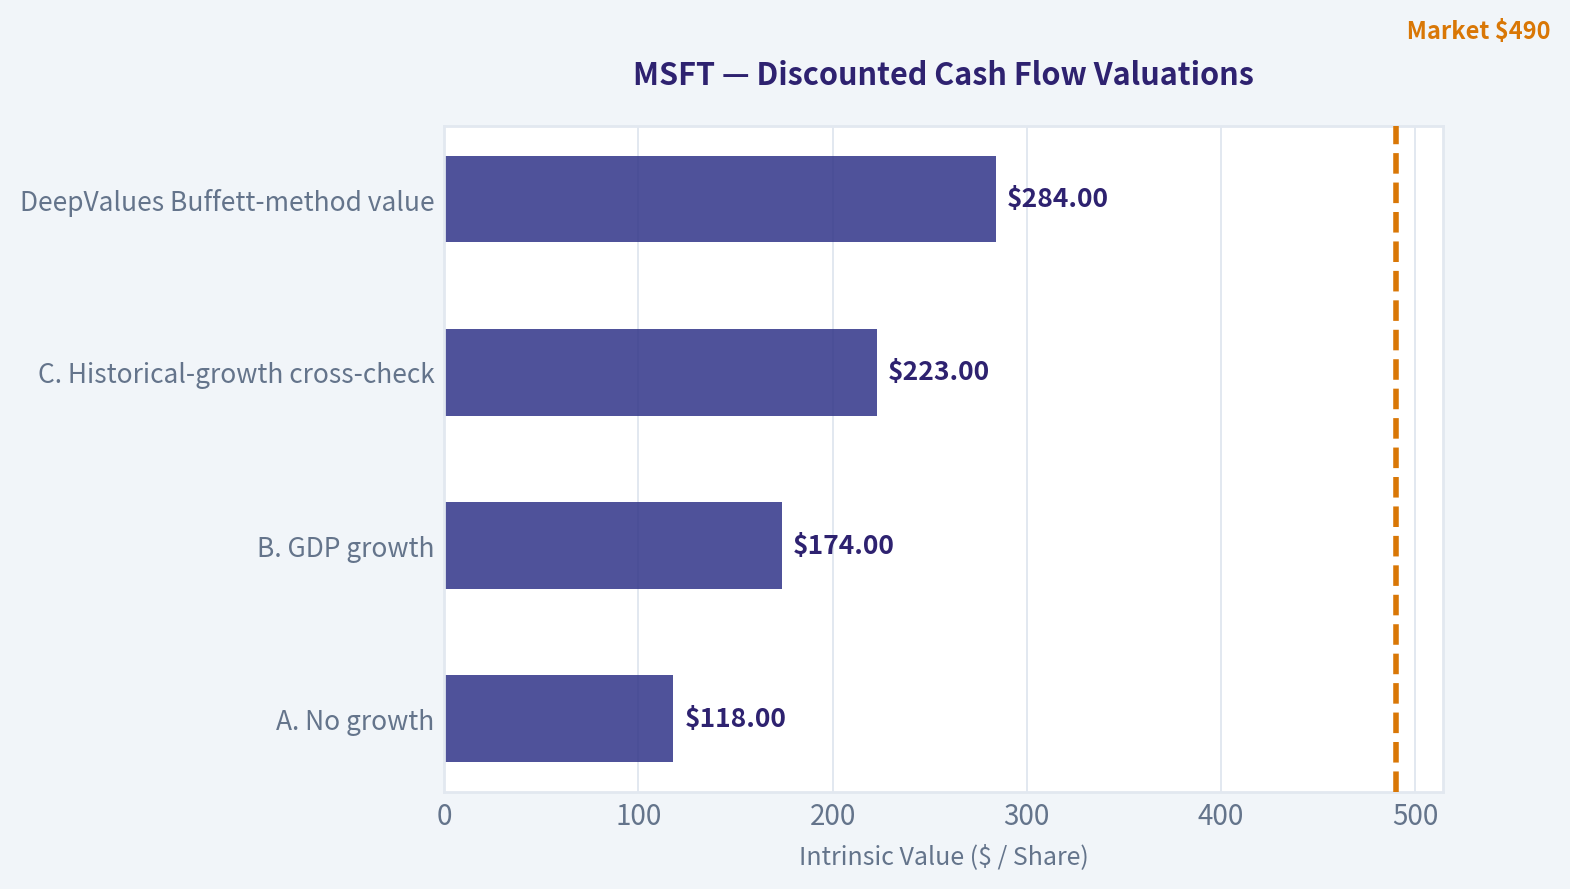 Market $490
MSFT — Discounted Cash Flow Valuations
DeepValues Buffett-method value
$284.00
C. Historical-growth cross-check
$223.00
B. GDP growth
$174.00
A. No growth
$118.00
0 100 200 300 400 500
Intrinsic Value ($ / Share)